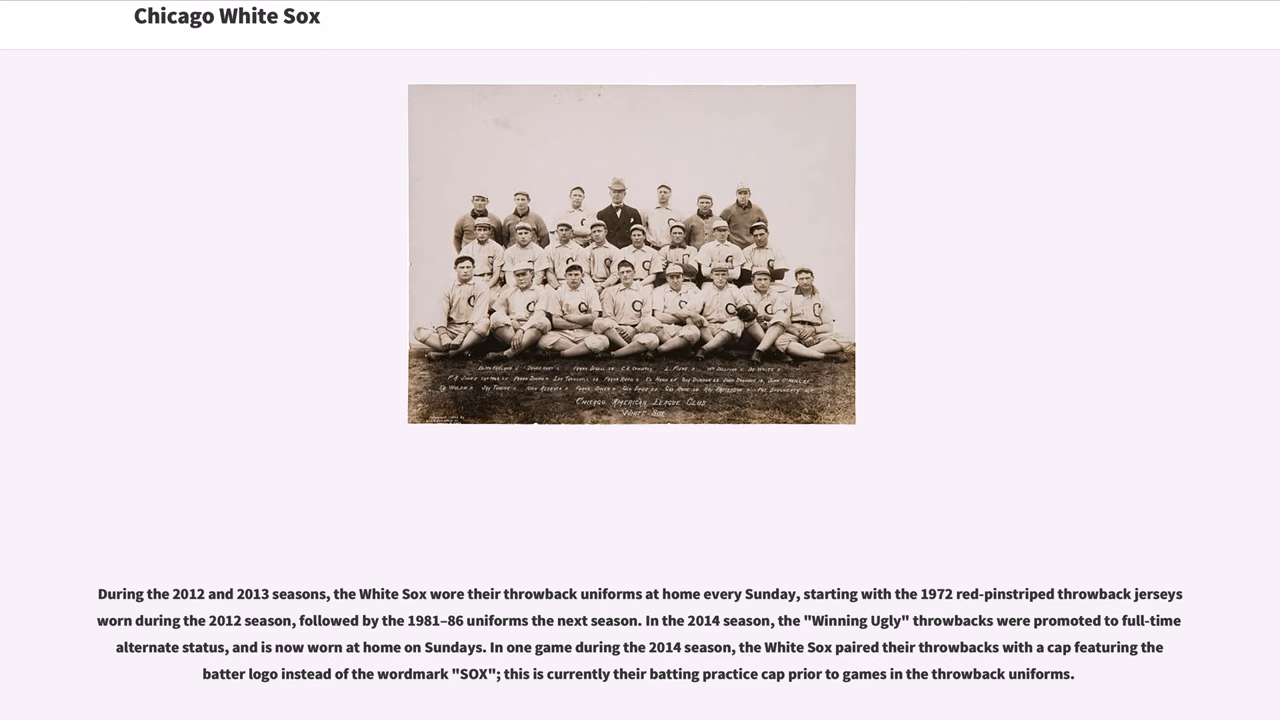 Chicago White Sox
CHICAGO AMERICAN LEAGUE CLUB
WHITE SOX
During the 2012 and 2013 seasons, the White Sox wore their throwback uniforms at home every Sunday, starting with the 1972 red-pinstriped throwback jerseys
worn during the 2012 season, followed by the 1981–86 uniforms the next season. In the 2014 season, the "Winning Ugly" throwbacks were promoted to full-time
alternate status, and is now worn at home on Sundays. In one game during the 2014 season, the White Sox paired their throwbacks with a cap featuring the
batter logo instead of the wordmark "SOX"; this is currently their batting practice cap prior to games in the throwback uniforms.